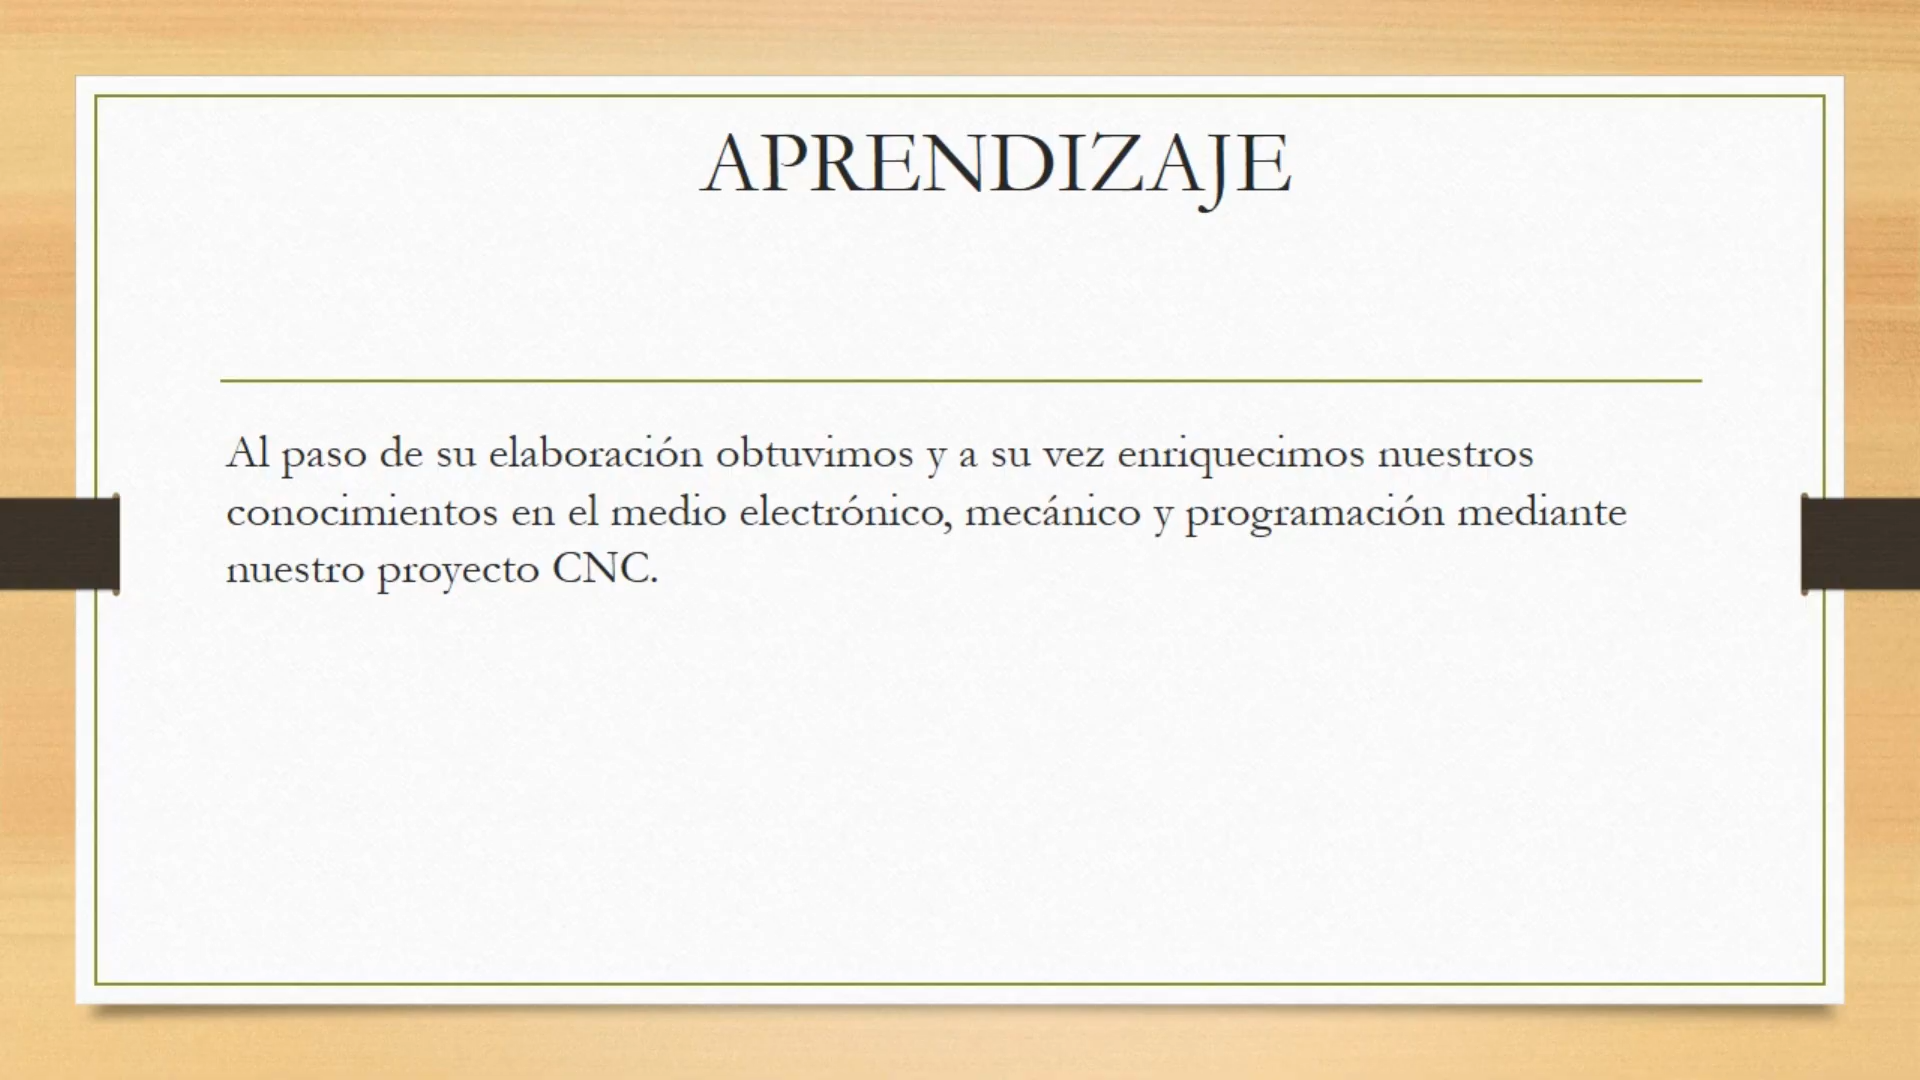 APRENDIZAJE
Al paso de su elaboración obtuvimos y a su vez enriquecimos nuestros
conocimientos en el medio electrónico, mecánico y programación mediante
nuestro proyecto CNC.